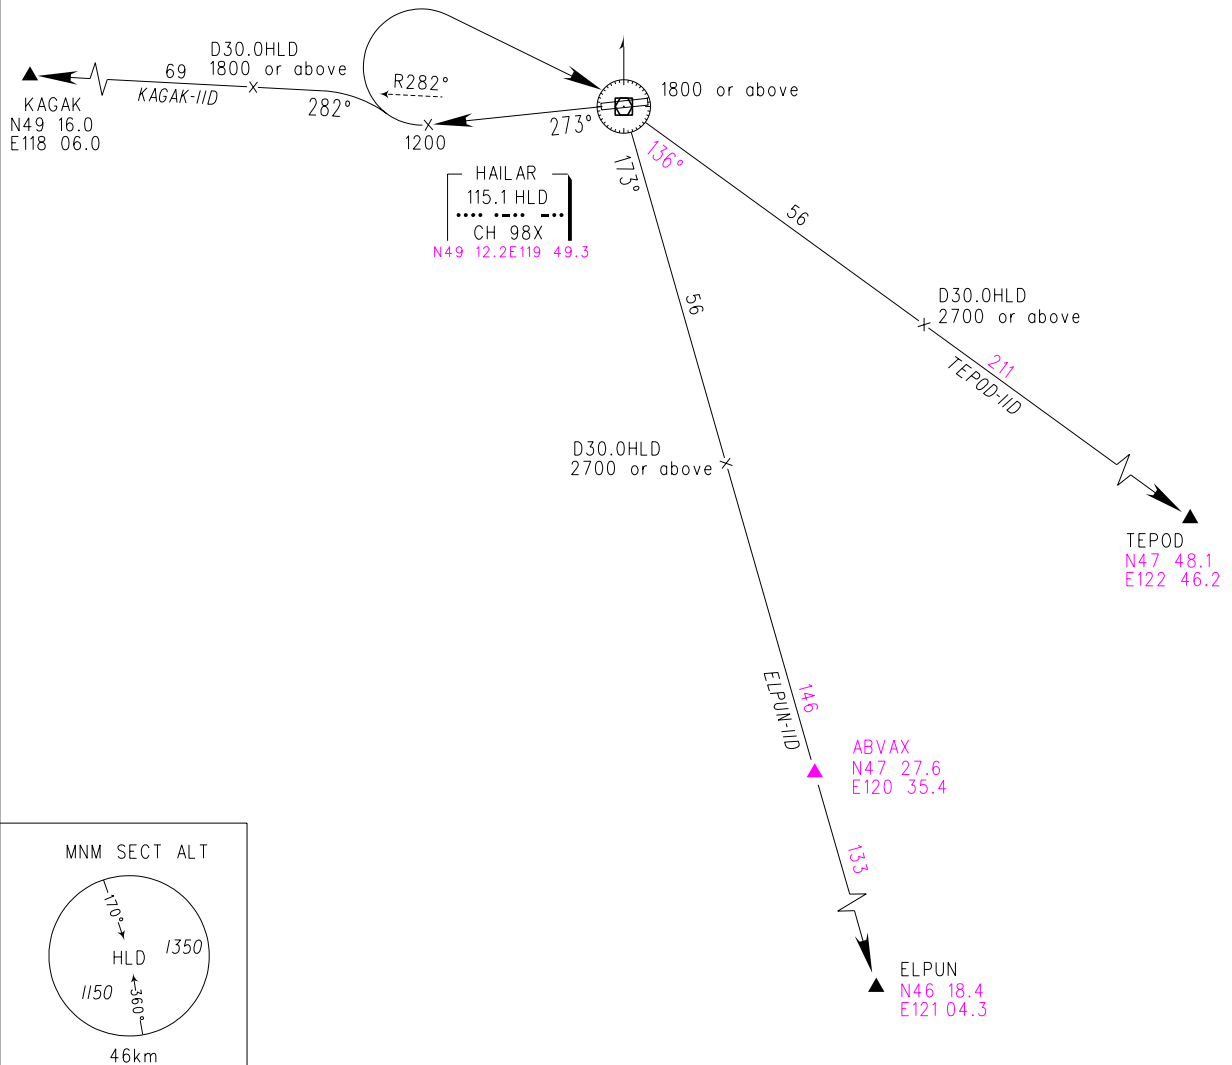 D30.0HLD
1800 or above
69
KAGAK-11D
282°
R282°
KAGAK
N49 16.0
E118 06.0
1200
273°
1800 or above
136°
173°
HAILAR
115.1 HLD
CH 98X
N49 12.2E119 49.3
56
56
D30.0HLD
2700 or above
211
TEPOD-11D
D30.0HLD
2700 or above
TEPOD
N47 48.1
E122 46.2
146
ELPUN-11D
ABVAX
N47 27.6
E120 35.4
133
ELPUN
N46 18.4
E121 04.3
MNM SECT ALT
170°
HLD
1350
1150
360°
46km